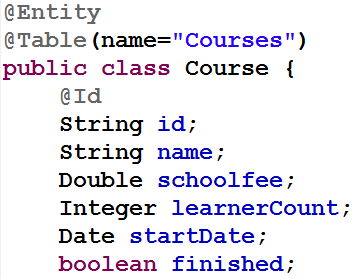 @Entity
@Table(name="Courses")
public class Course {
@Id
String id;
String name;
Double schoolfee;
Integer learnerCount;
Date startDate;
boolean finished;